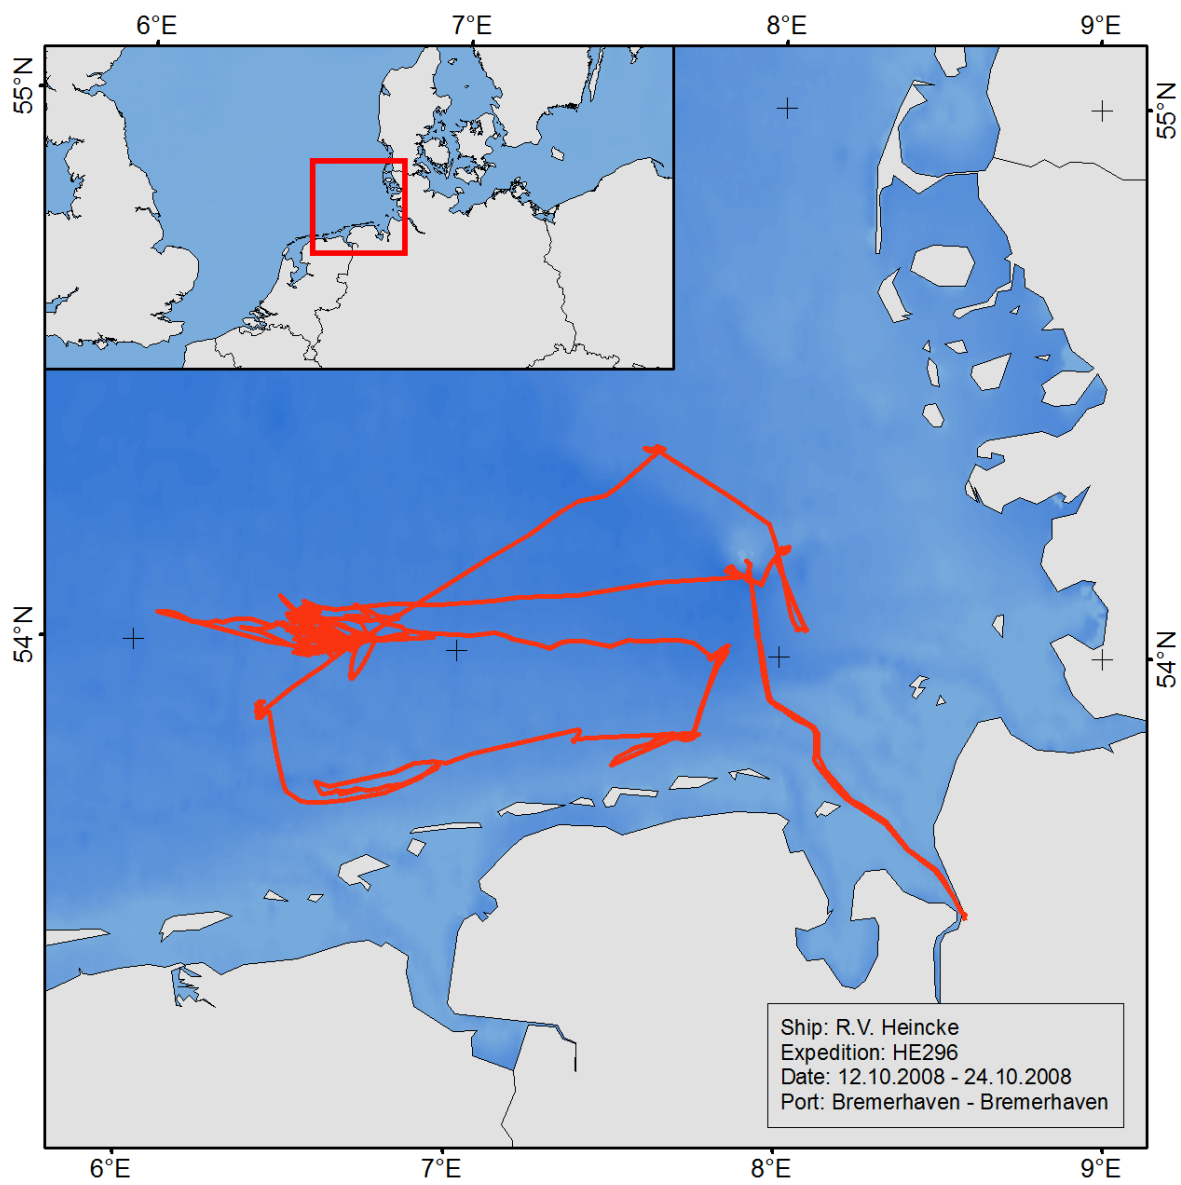 6°E 7°E 8°E 9°E
55°N 55°N
54°N 54°N
Ship: R.V. Heincke
Expedition: HE296
Date: 12.10.2008 - 24.10.2008
Port: Bremerhaven - Bremerhaven
6°E 7°E 8°E 9°E